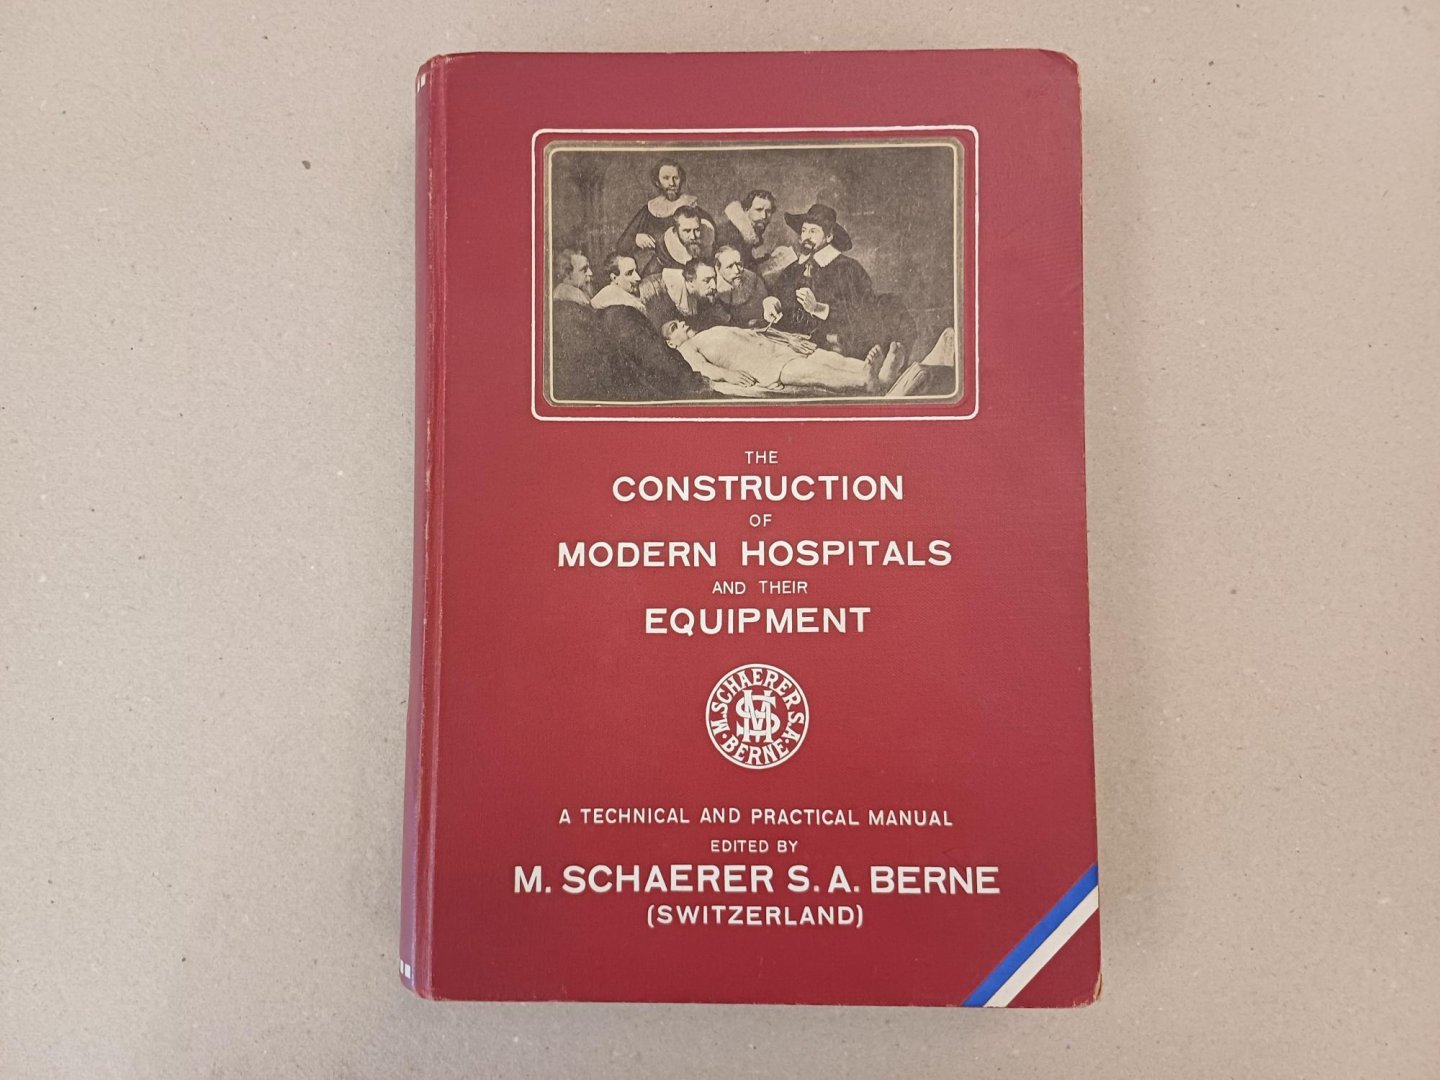 THE
CONSTRUCTION
OF
MODERN HOSPITALS
AND THEIR
EQUIPMENT
M. SCHAERER S.A.
BERNE
MS
A TECHNICAL AND PRACTICAL MANUAL
EDITED BY
M. SCHAERER S. A. BERNE
(SWITZERLAND)